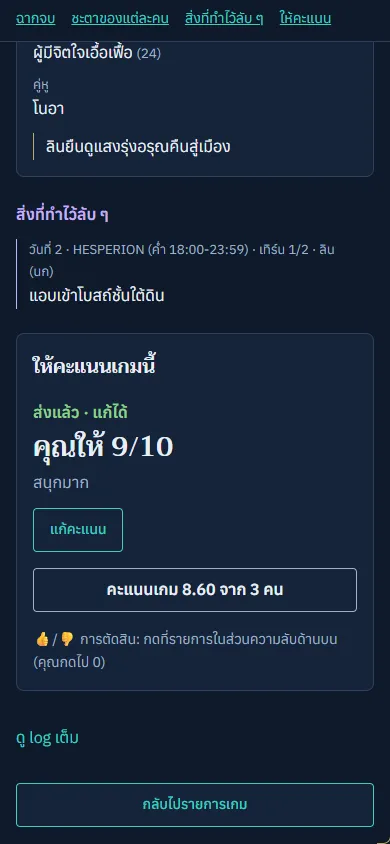 ฉากจบ ชะตาของแต่ละคน สิ่งที่ทำไว้ลับ ๆ ให้คะแนน
ผู้มีจิตใจเอื้อเฟื้อ (24)
คู่หู
โนอา
ลินยืนดูแสงรุ่งอรุณคืนสู่เมือง
สิ่งที่ทำไว้ลับ ๆ
วันที่ 2 · HESPERION (ค่ำ 18:00-23:59) · เทิร์น 1/2 · ลิน
(นก)
แอบเข้าโบสถ์ชั้นใต้ดิน
ให้คะแนนเกมนี้
ส่งแล้ว · แก้ได้
คุณให้ 9/10
สนุกมาก
แก้คะแนน
คะแนนเกม 8.60 จาก 3 คน
👍/👎 การตัดสิน: กดที่รายการในส่วนความลับด้านบน
(คุณกดไป 0)
ดู log เต็ม
กลับไปรายการเกม